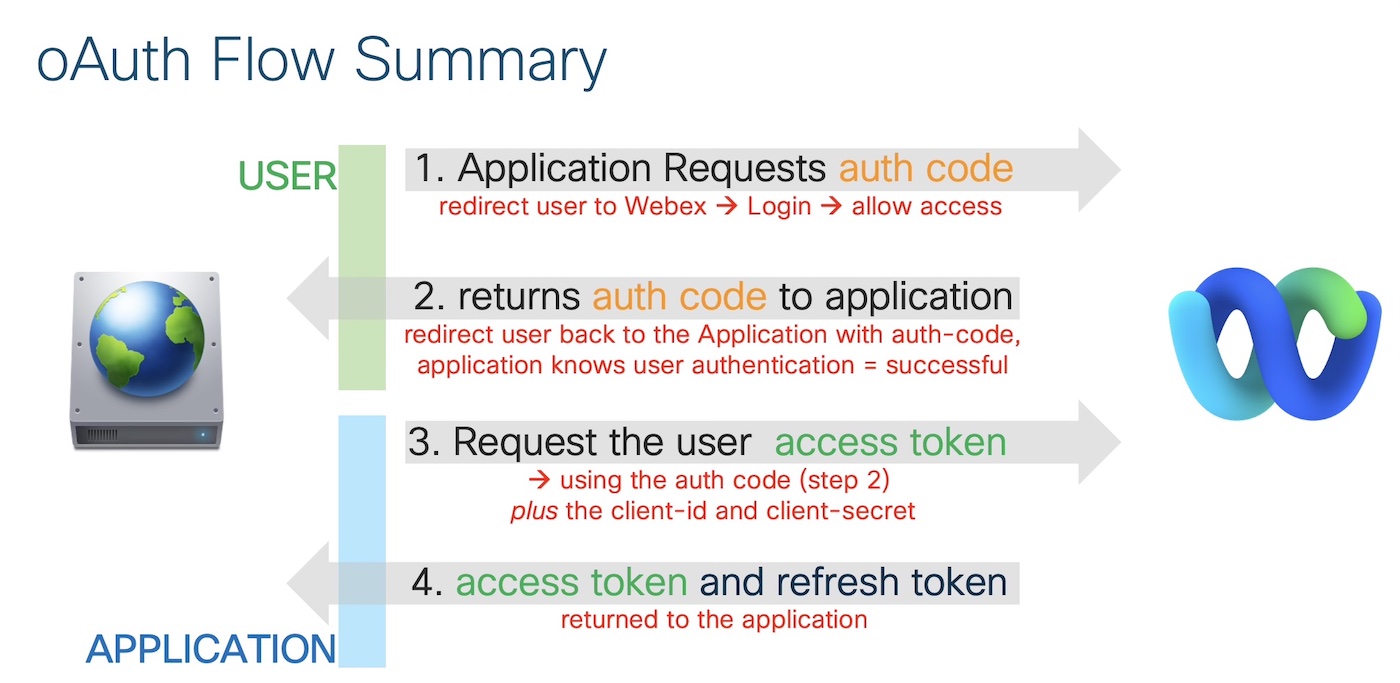 oAuth Flow Summary
USER
1. Application Requests auth code
redirect user to Webex → Login → allow access
2. returns auth code to application
redirect user back to the Application with auth-code,
application knows user authentication = successful
3. Request the user access token
→ using the auth code (step 2)
plus the client-id and client-secret
4. access token and refresh token
returned to the application
APPLICATION